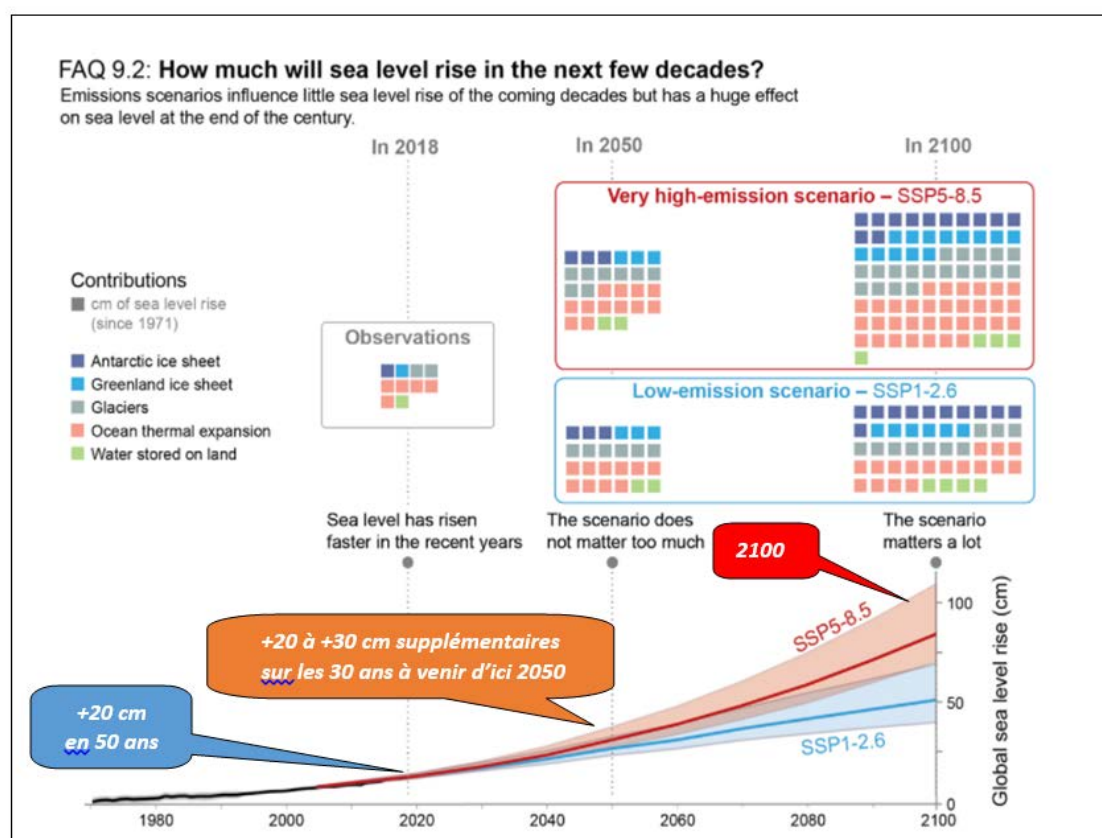 FAQ 9.2: How much will sea level rise in the next few decades?
Emissions scenarios influence little sea level rise of the coming decades but has a huge effect
on sea level at the end of the century.
In 2018
In 2050
In 2100
Very high-emission scenario – SSP5-8.5
Contributions
cm of sea level rise
(since 1971)
Antarctic ice sheet
Greenland ice sheet
Glaciers
Ocean thermal expansion
Water stored on land
Observations
Low-emission scenario – SSP1-2.6
Sea level has risen
faster in the recent years
The scenario does
not matter too much
The scenario
matters a lot
2100
+20 à +30 cm supplémentaires
sur les 30 ans à venir d'ici 2050
+20 cm
en 50 ans
SSP5-8.5
SSP1-2.6
100
50
0
Global sea level rise (cm)
1980
2000
2020
2040
2060
2080
2100